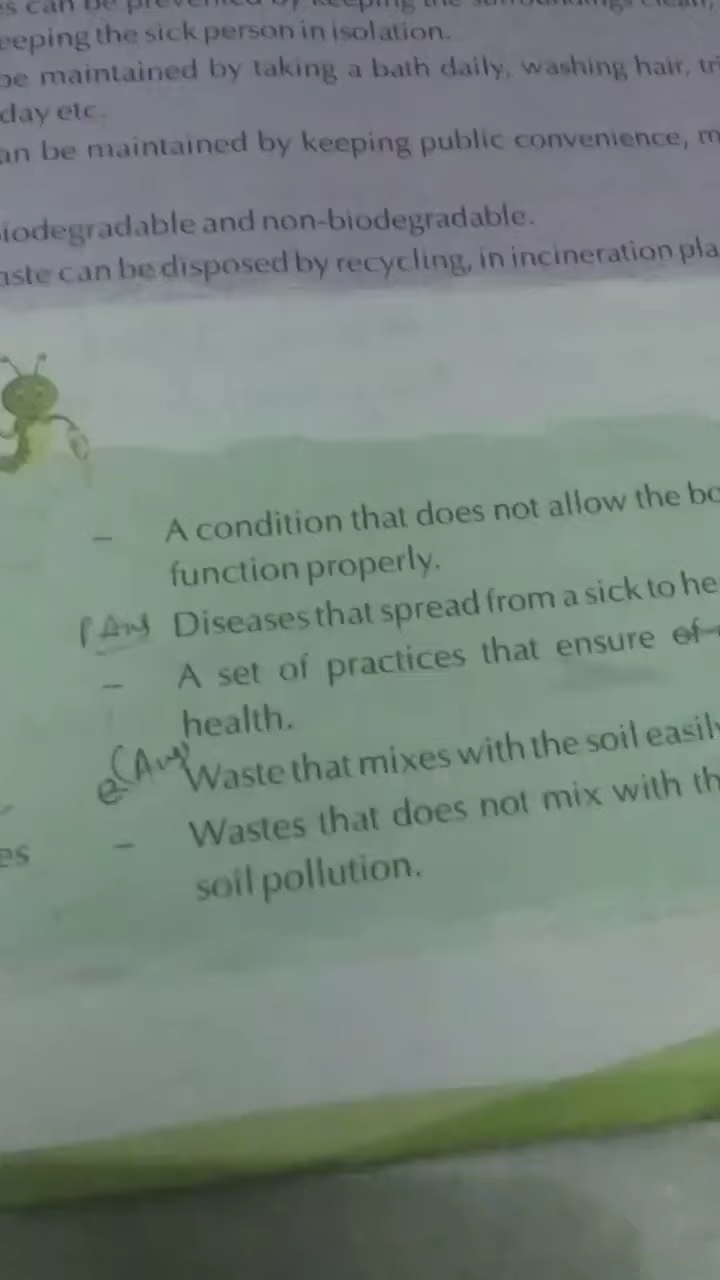 es can be prevented by keeping the surroundings clean,
eeping the sick person in isolation.
be maintained by taking a bath daily, washing hair, tri
day etc.
an be maintained by keeping public convenience, m
iodegradable and non-biodegradable.
aste can be disposed by recycling, in incineration pla
– A condition that does not allow the bo
function properly.
Diseases that spread from a sick to he
– A set of practices that ensure of
health.
Waste that mixes with the soil easily
es – Wastes that does not mix with th
soil pollution.